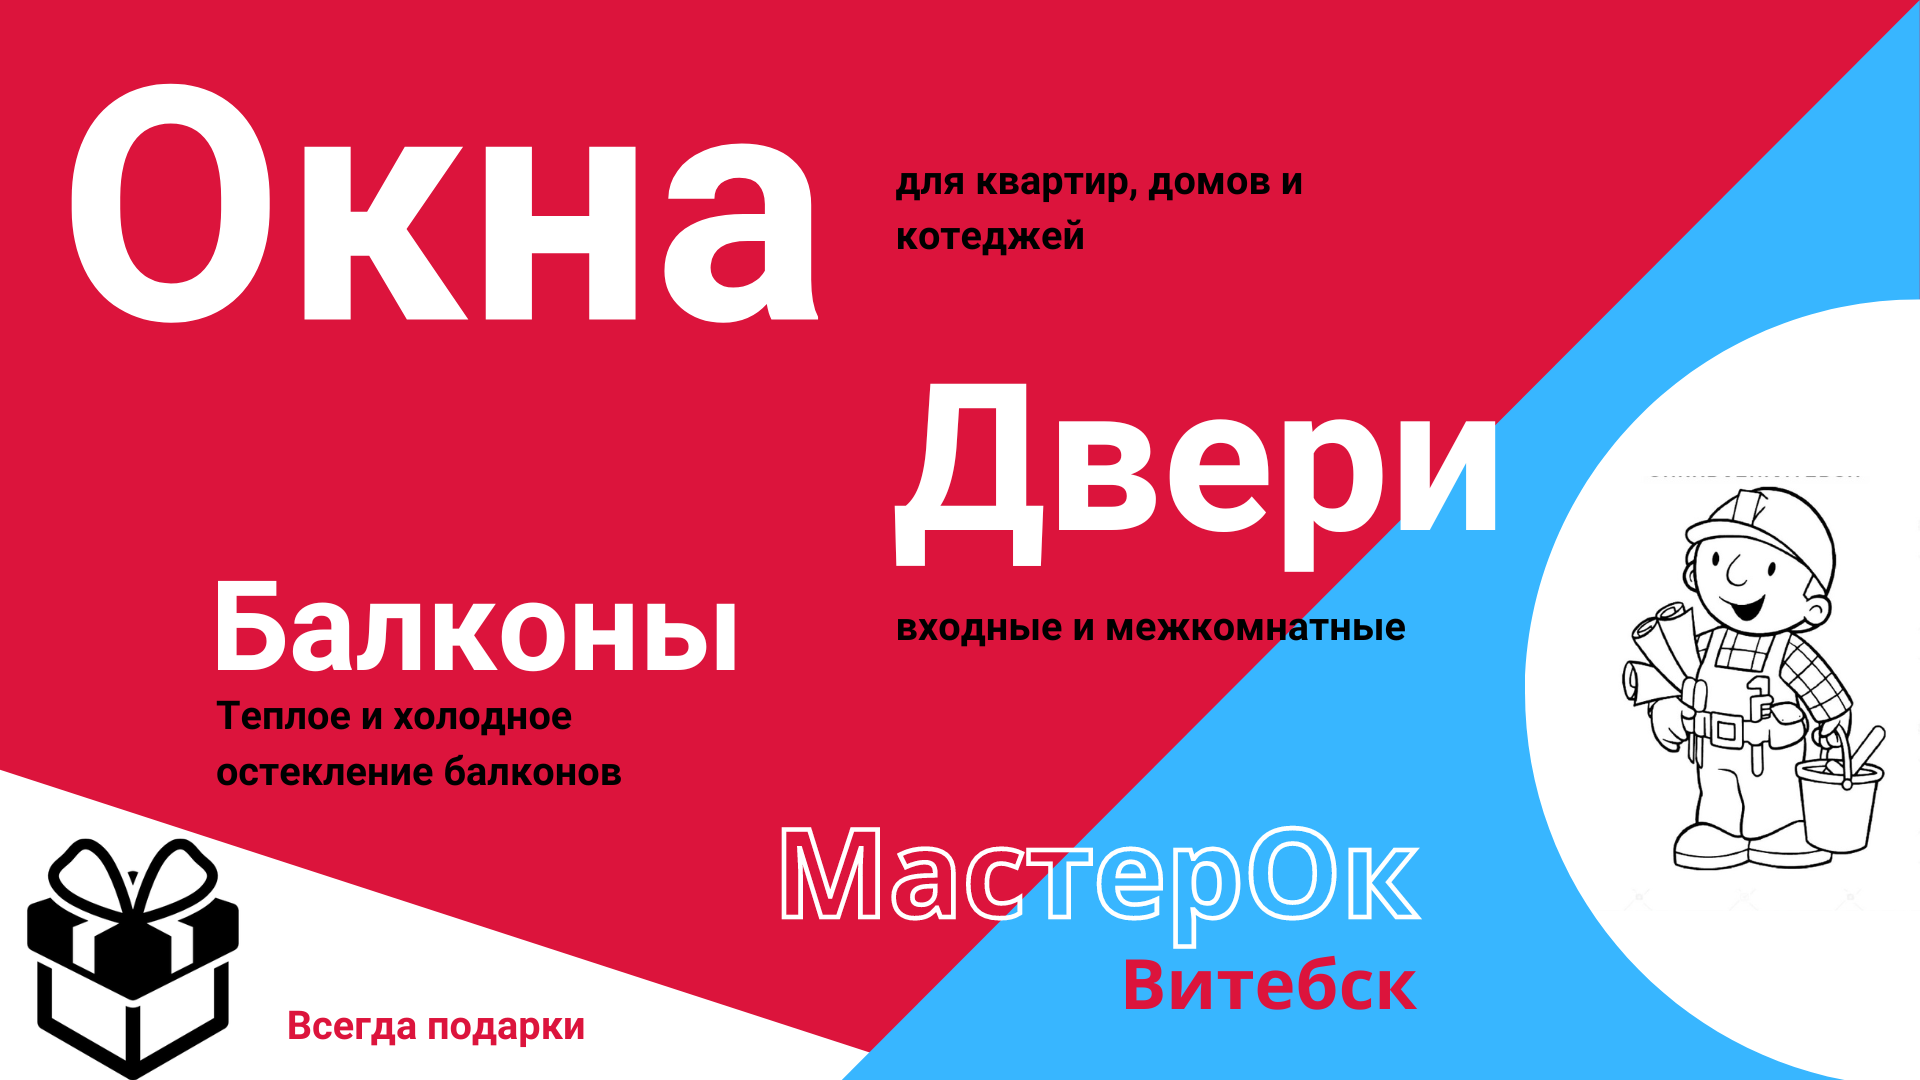 Окна
для квартир, домов и
котеджей
Двери
входные и межкомнатные
Балконы
Теплое и холодное
остекление балконов
МастерОк
Витебск
Всегда подарки